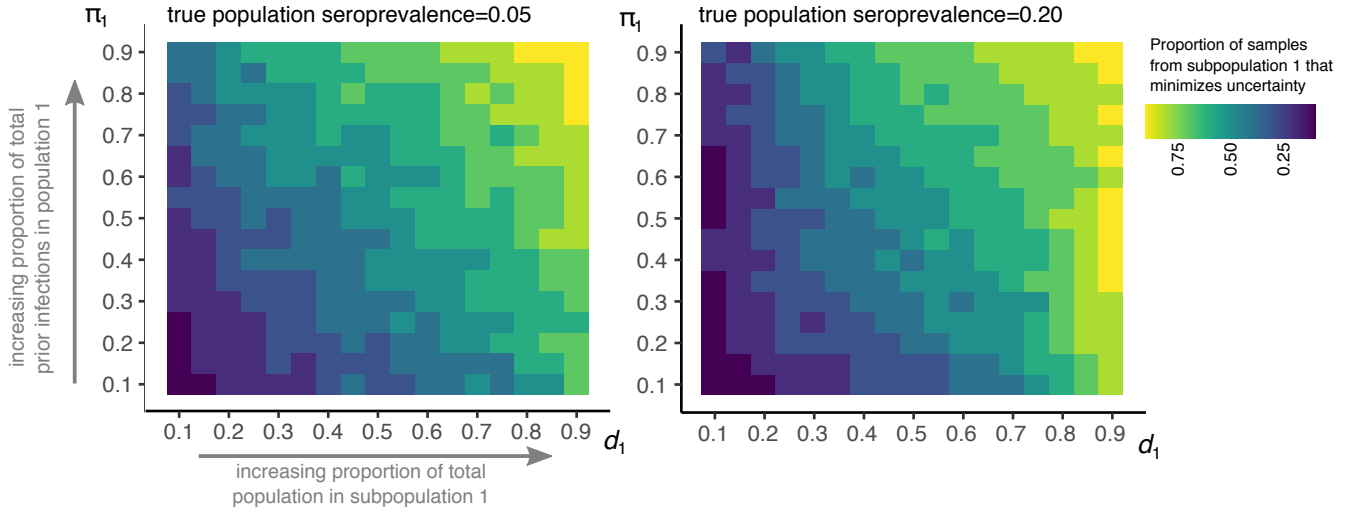 π1 true population seroprevalence=0.05
0.9
0.8
0.7
0.6
0.5
0.4
0.3
0.2
0.1
0.1 0.2 0.3 0.4 0.5 0.6 0.7 0.8 0.9 d1
increasing proportion of total
prior infections in population 1
increasing proportion of total
population in subpopulation 1
π1 true population seroprevalence=0.20
0.9
0.8
0.7
0.6
0.5
0.4
0.3
0.2
0.1
0.1 0.2 0.3 0.4 0.5 0.6 0.7 0.8 0.9 d1
Proportion of samples
from subpopulation 1 that
minimizes uncertainty
0.75 0.50 0.25